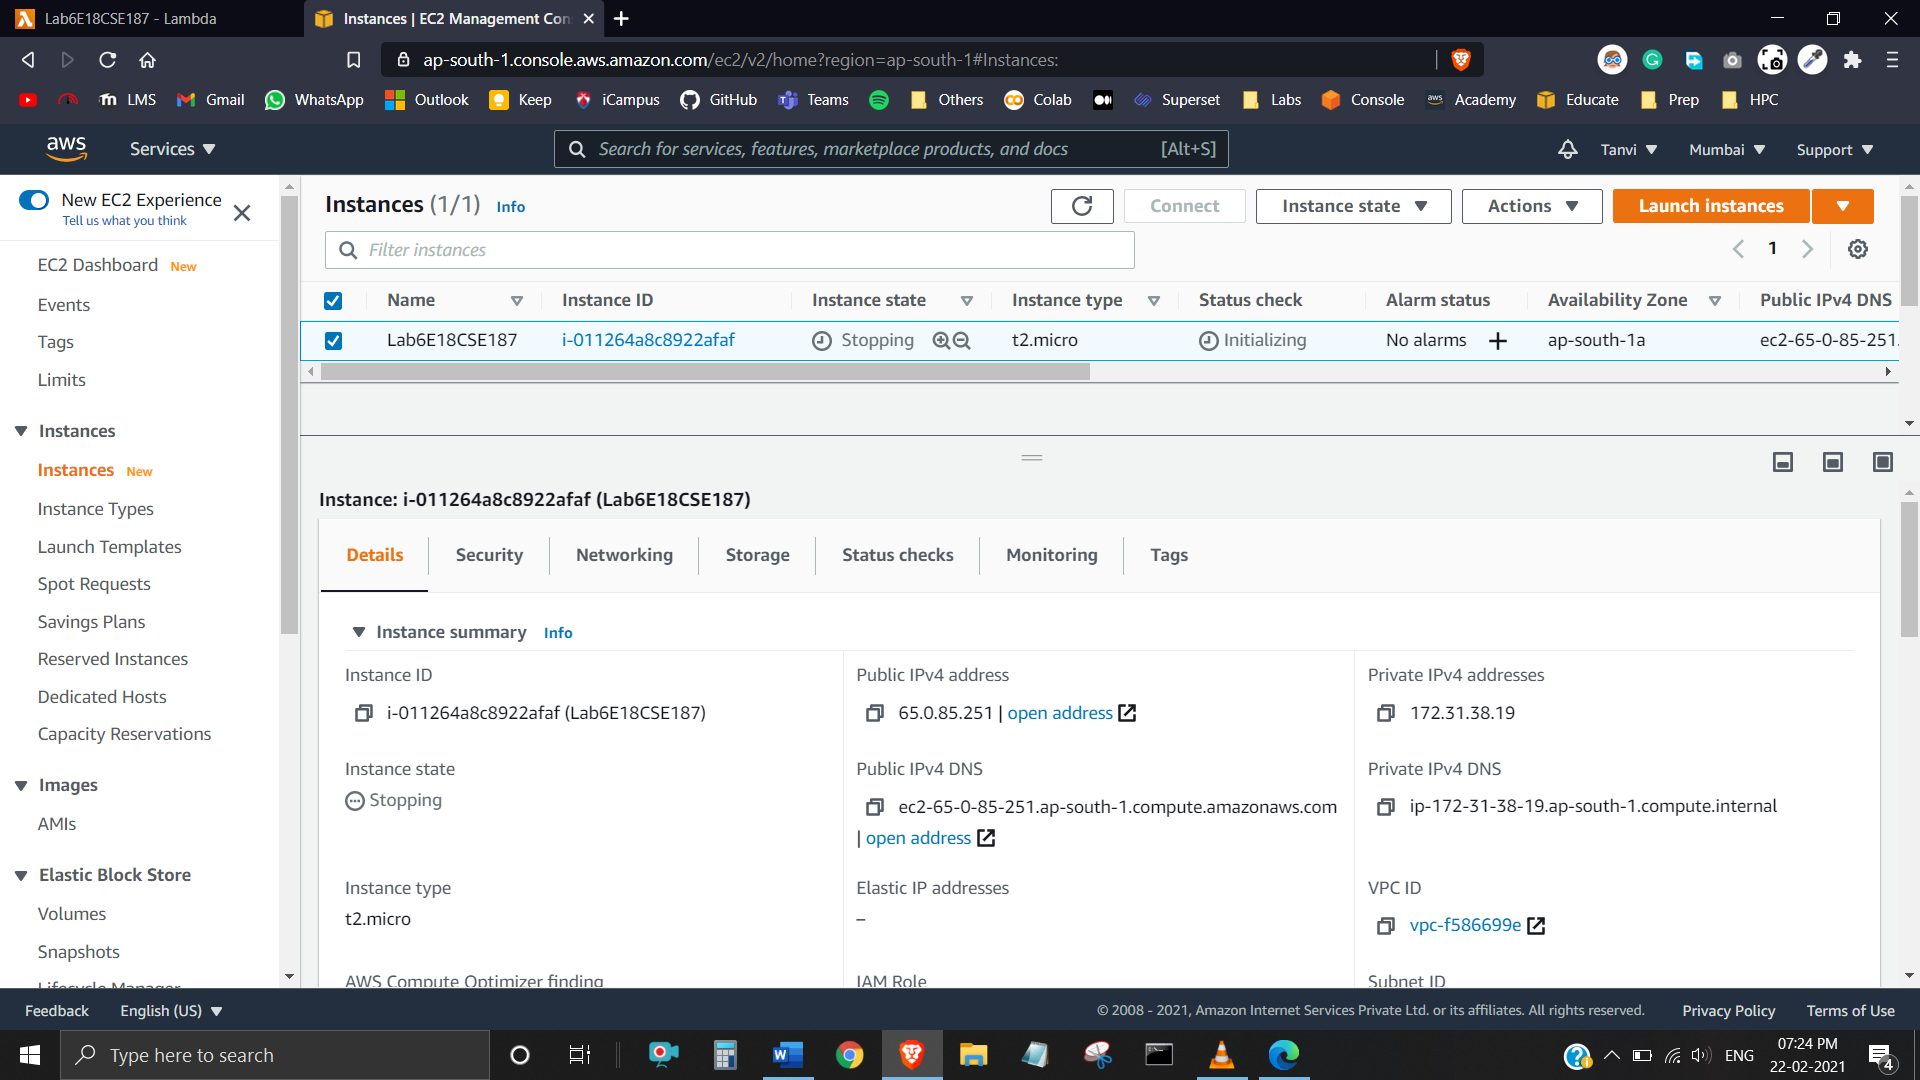 Lab6E18CSE187 - Lambda
Instances | EC2 Management Con
ap-south-1.console.aws.amazon.com/ec2/v2/home?region=ap-south-1#Instances:
LMS Gmail WhatsApp Outlook Keep iCampus GitHub Teams Others Colab Superset Labs Console Academy Educate Prep HPC
aws Services Search for services, features, marketplace products, and docs [Alt+S] Tanvi Mumbai Support
New EC2 Experience
Tell us what you think
EC2 Dashboard New
Events
Tags
Limits
Instances
Instances New
Instance Types
Launch Templates
Spot Requests
Savings Plans
Reserved Instances
Dedicated Hosts
Capacity Reservations
Images
AMIs
Elastic Block Store
Volumes
Snapshots
Lifecycle Manager
Instances (1/1) Info Connect Instance state Actions Launch instances
Filter instances 1
Name Instance ID Instance state Instance type Status check Alarm status Availability Zone Public IPv4 DNS
Lab6E18CSE187 i-011264a8c8922afaf Stopping t2.micro Initializing No alarms + ap-south-1a ec2-65-0-85-251.
Instance: i-011264a8c8922afaf (Lab6E18CSE187)
Details Security Networking Storage Status checks Monitoring Tags
Instance summary Info
Instance ID
i-011264a8c8922afaf (Lab6E18CSE187)
Public IPv4 address
65.0.85.251 | open address
Private IPv4 addresses
172.31.38.19
Instance state
Stopping
Public IPv4 DNS
ec2-65-0-85-251.ap-south-1.compute.amazonaws.com
| open address
Private IPv4 DNS
ip-172-31-38-19.ap-south-1.compute.internal
Instance type
t2.micro
Elastic IP addresses
–
VPC ID
vpc-f586699e
AWS Compute Optimizer finding
IAM Role
Subnet ID
Feedback English (US) © 2008 - 2021, Amazon Internet Services Private Ltd. or its affiliates. All rights reserved. Privacy Policy Terms of Use
Type here to search
ENG
07:24 PM
22-02-2021
4